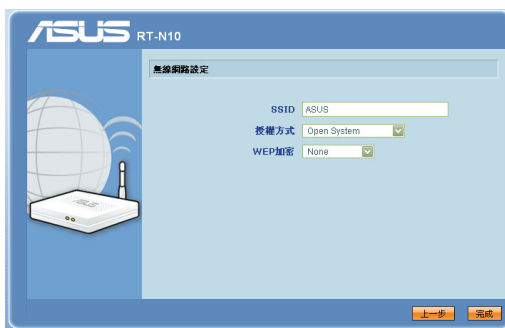 ASUS RT-N10
無線網路設定
SSID ASUS
授權方式 Open System
WEP加密 None
ASUS
上一步 完成